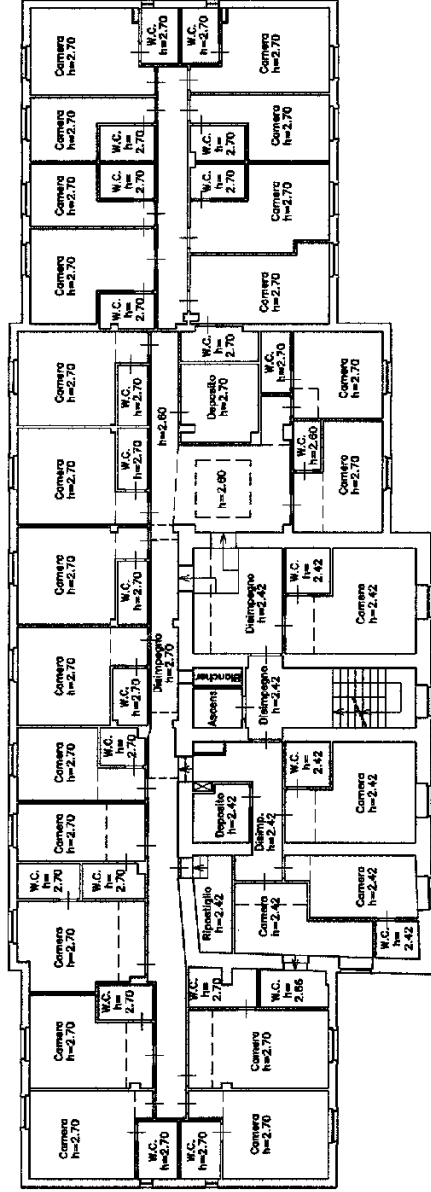 Camera
h=2.70
Camera
h=2.70
Camera
h=2.70
Camera
h=2.70
Camera
h=2.70
Camera
h=2.70
Camera
h=2.70
Camera
h=2.70
Camera
h=2.70
Camera
h=2.70
Camera
h=2.70
Camera
h=2.70
Camera
h=2.70
W.C.
h=2.70
W.C.
h=
2.70
W.C.
h=
2.70
W.C.
h=
2.70
W.C.
h=
2.70
W.C.
h=2.70
W.C.
h=2.70
W.C.
h=2.70
W.C.
h=2.70
W.C.
h=
2.70
W.C.
h=
2.70
W.C.
h=
2.70
W.C.
h=2.70
Disimpegno
h=2.70
h=2.60
W.C.
h=2.70
W.C.
h=
2.70
W.C.
h=
2.86
Ripostiglio
h=2.42
Deposito
h=2.42
Disimp.
h=2.42
Ascens.
Biancher.
Disimpegno
h=2.42
Disimpegno
h=2.42
h=2.60
Deposito
h=2.70
W.C.
h=
2.70
W.C.
h=2.70
W.C.
h=
2.70
W.C.
h=
2.70
W.C.
h=2.70
Camera
h=2.70
Camera
h=2.70
Camera
h=2.42
W.C.
h=
2.42
Camera
h=2.42
W.C.
h=
2.42
Camera
h=2.42
W.C.
h=
2.42
Camera
h=2.42
W.C.
h=2.60
Camera
h=2.70
Camera
h=2.70
Camera
h=2.70
Camera
h=2.70
Camera
h=2.70
Camera
h=2.70